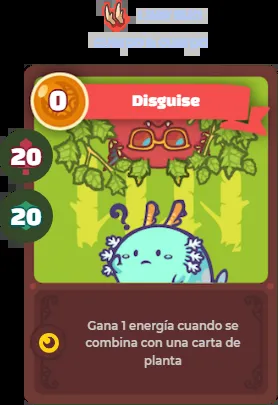 0
Disguise
20
20
Gana 1 energía cuando se
combina con una carta de
planta